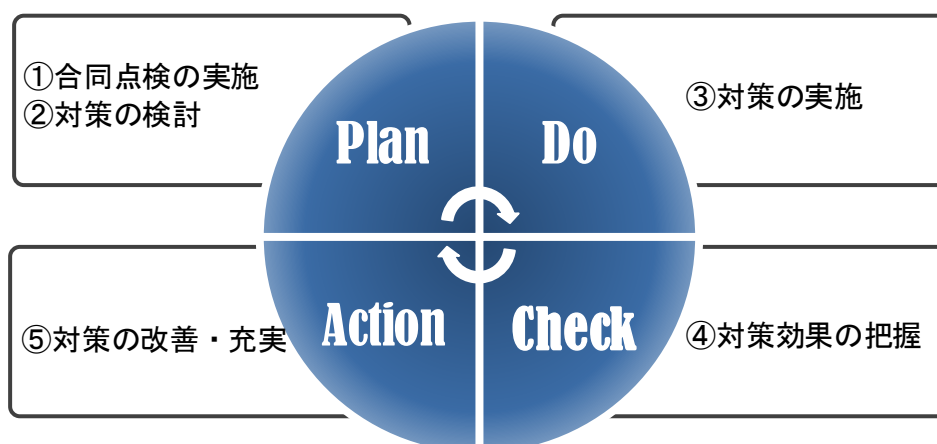 ①合同点検の実施
②対策の検討
Plan
Do
③対策の実施
⑤対策の改善・充実
Action
Check
④対策効果の把握